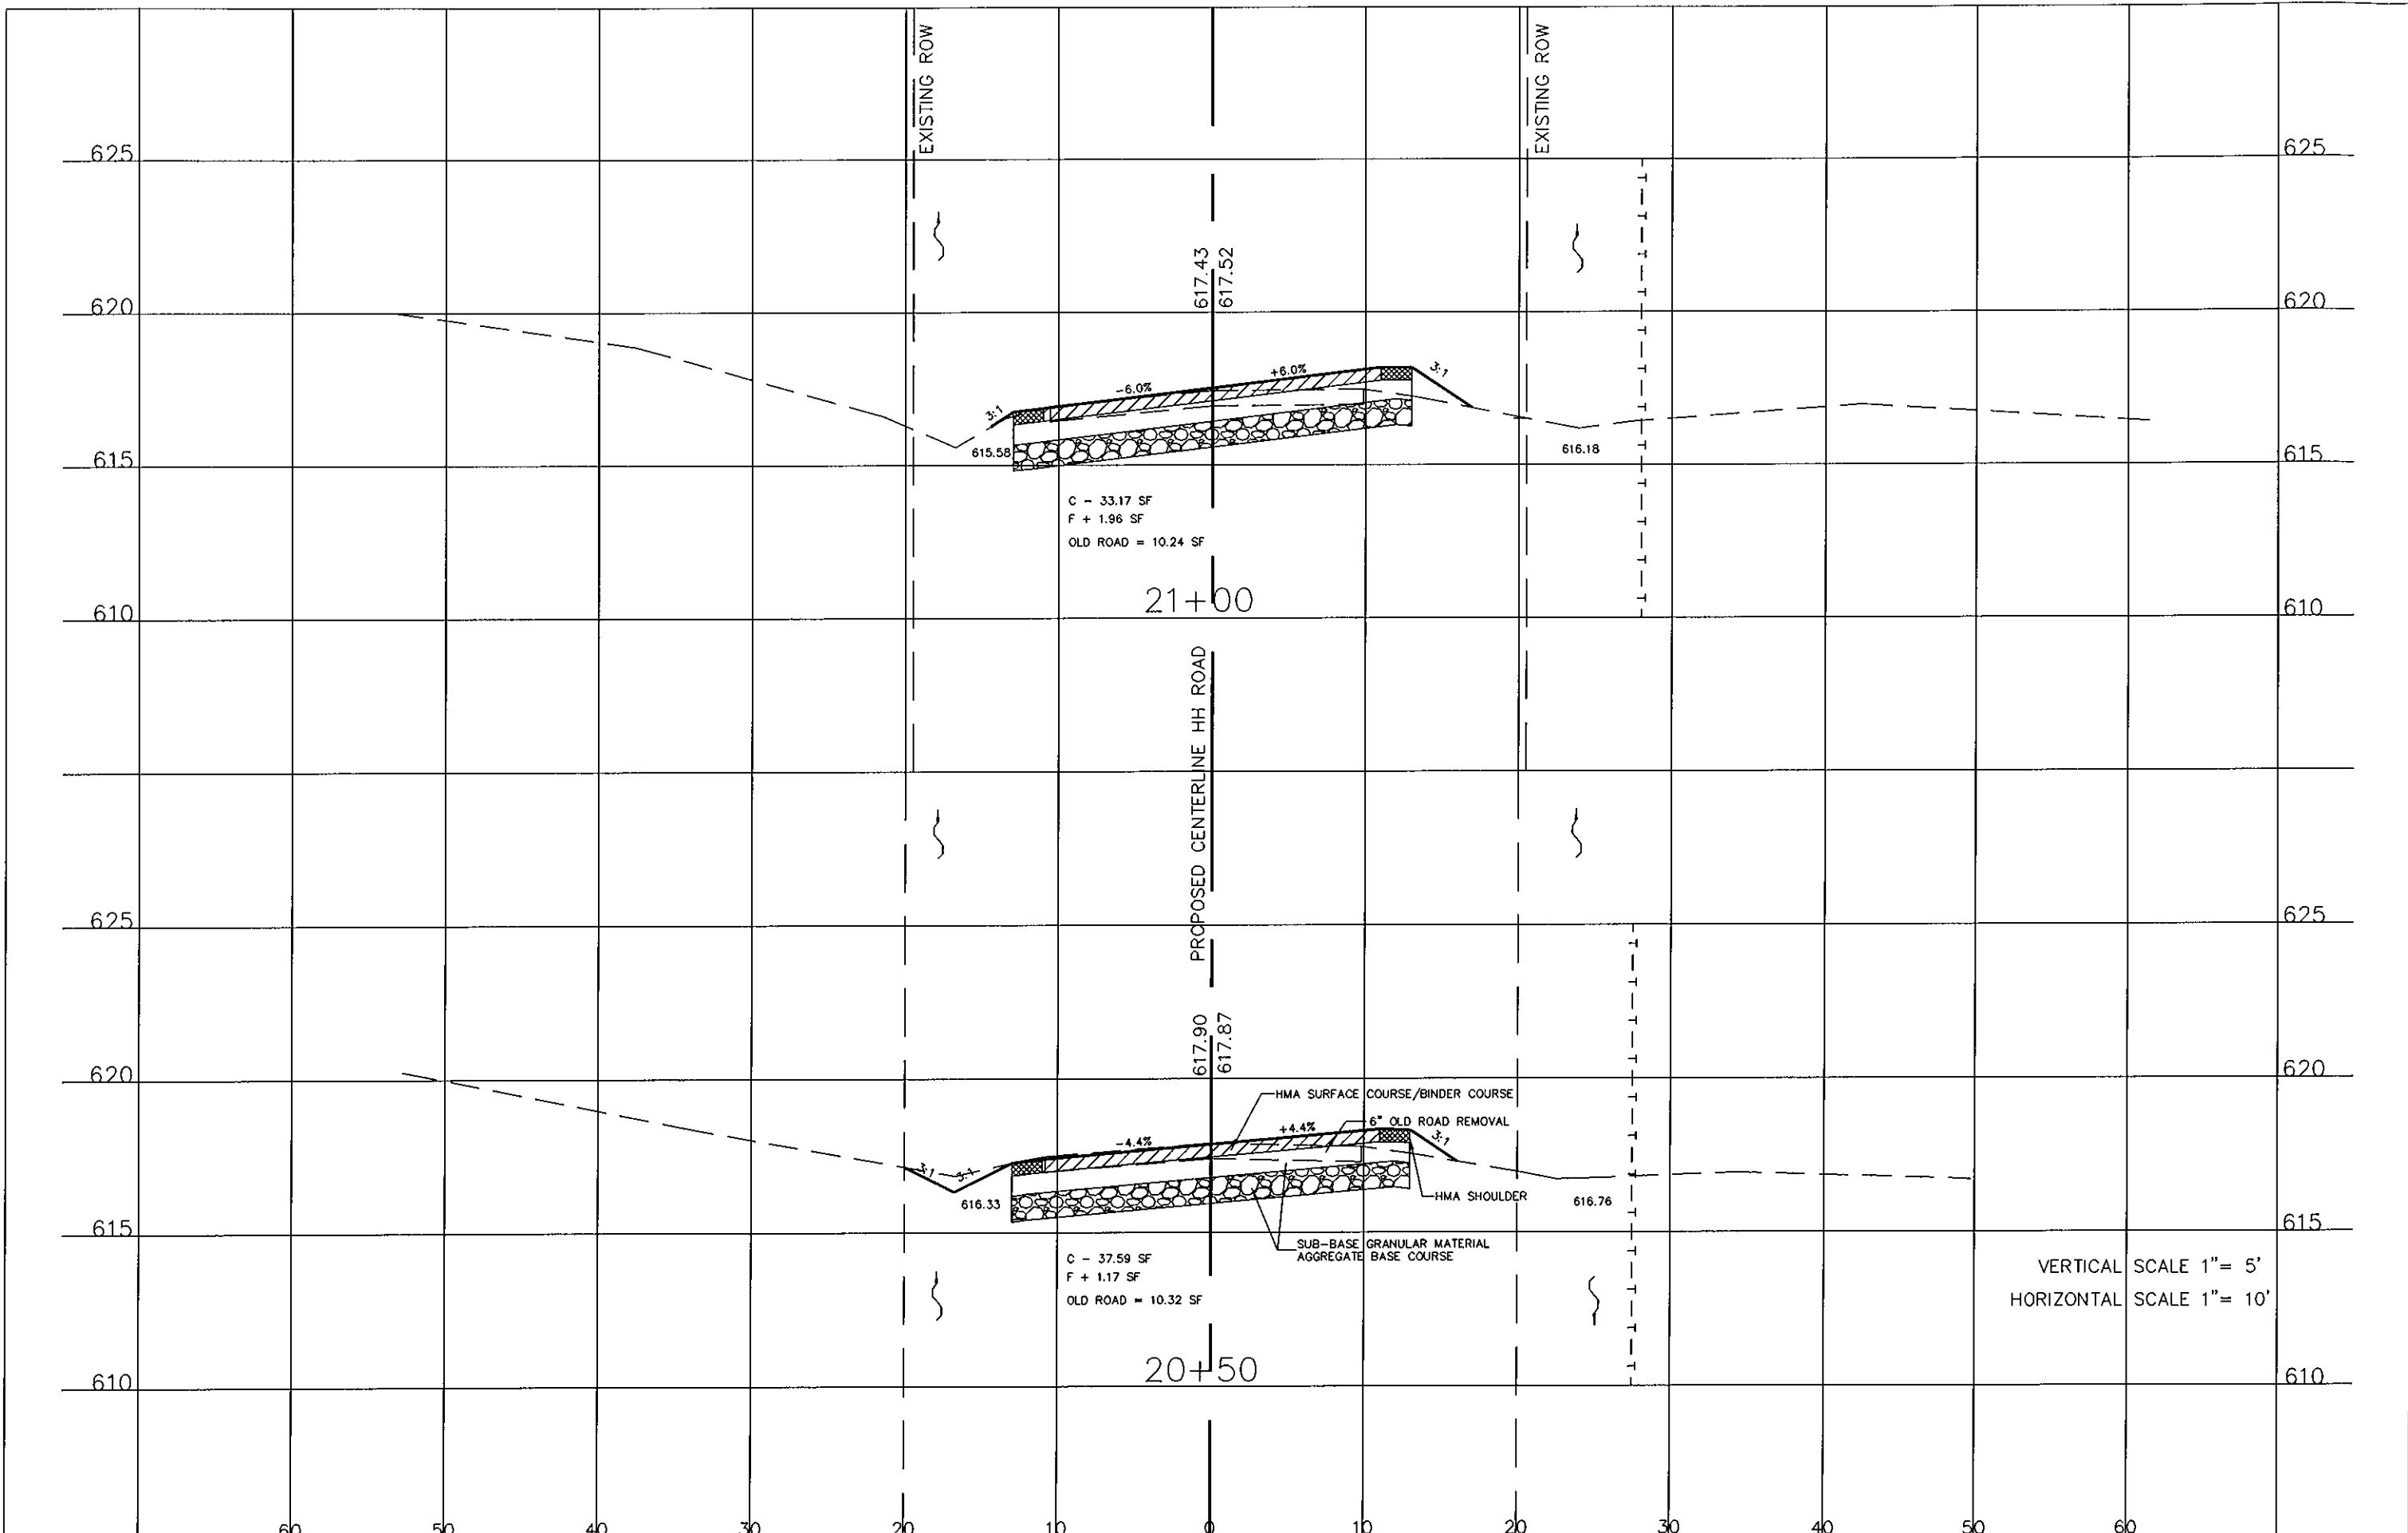 EXISTING ROW
EXISTING ROW
625
625
620
617.43
617.52
620
3:1
-6.0%
+6.0%
3:1
615
615.58
616.18
615
C - 33.17 SF
F + 1.96 SF
OLD ROAD = 10.24 SF
610
21+00
610
PROPOSED CENTERLINE HH ROAD
625
625
620
617.90
617.87
620
HMA SURFACE COURSE/BINDER COURSE
6" OLD ROAD REMOVAL
3:1
3:1
-4.4%
+4.4%
3:1
616.33
HMA SHOULDER
616.76
615
615
SUB-BASE GRANULAR MATERIAL
AGGREGATE BASE COURSE
C - 37.59 SF
F + 1.17 SF
OLD ROAD = 10.32 SF
VERTICAL SCALE 1"= 5'
HORIZONTAL SCALE 1"= 10'
610
20+50
610
60 50 40 30 20 10 0 10 20 30 40 50 60